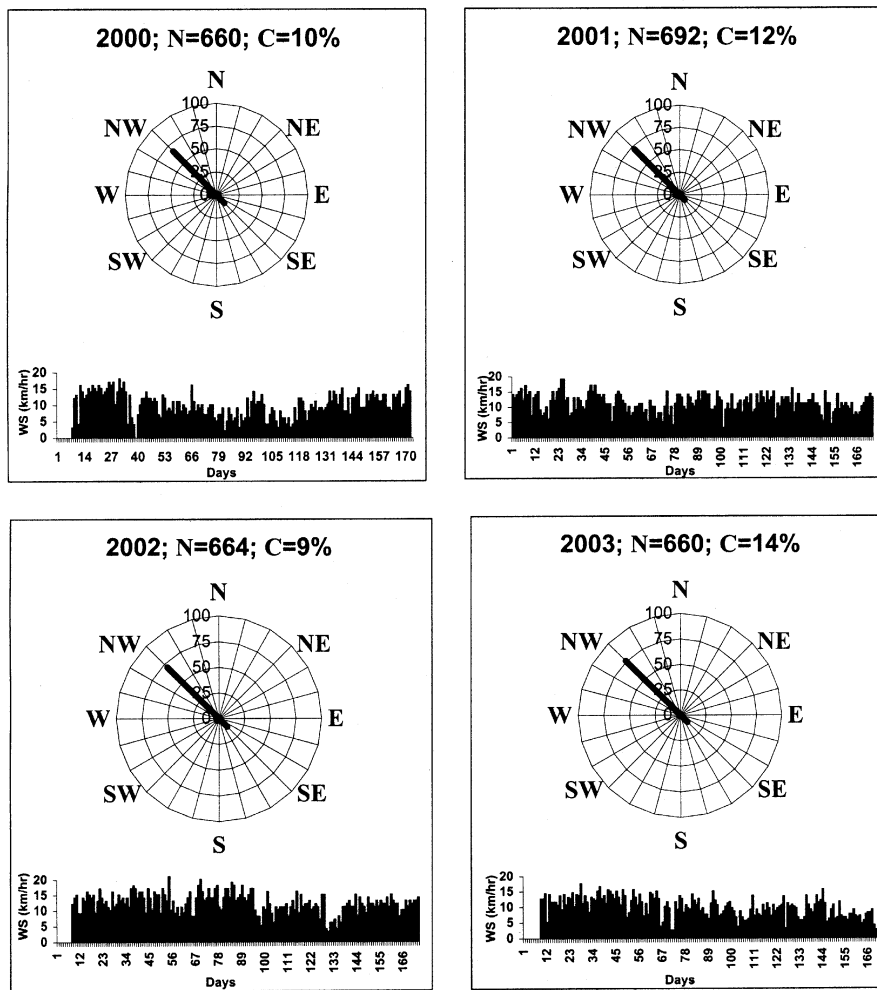 2000; N=660; C=10%
N
100
NW
NE
75
50
25
W
0
E
SW
SE
S
WS (km/hr)
20
15
10
5
0
1 14 27 40 53 66 79 92 105 118 131 144 157 170
Days
2001; N=692; C=12%
N
100
NW
NE
75
50
25
W
0
E
SW
SE
S
WS (km/hr)
20
15
10
5
0
1 12 23 34 45 56 67 78 89 100 111 122 133 144 155 166
Days
2002; N=664; C=9%
N
100
NW
NE
75
50
25
W
0
E
SW
SE
S
WS (km/hr)
20
15
10
5
0
1 12 23 34 45 56 67 78 89 100 111 122 133 144 155 166
Days
2003; N=660; C=14%
N
100
NW
NE
75
50
25
W
0
E
SW
SE
S
WS (km/hr)
20
15
10
5
0
1 12 23 34 45 56 67 78 89 100 111 122 133 144 155 166
Days